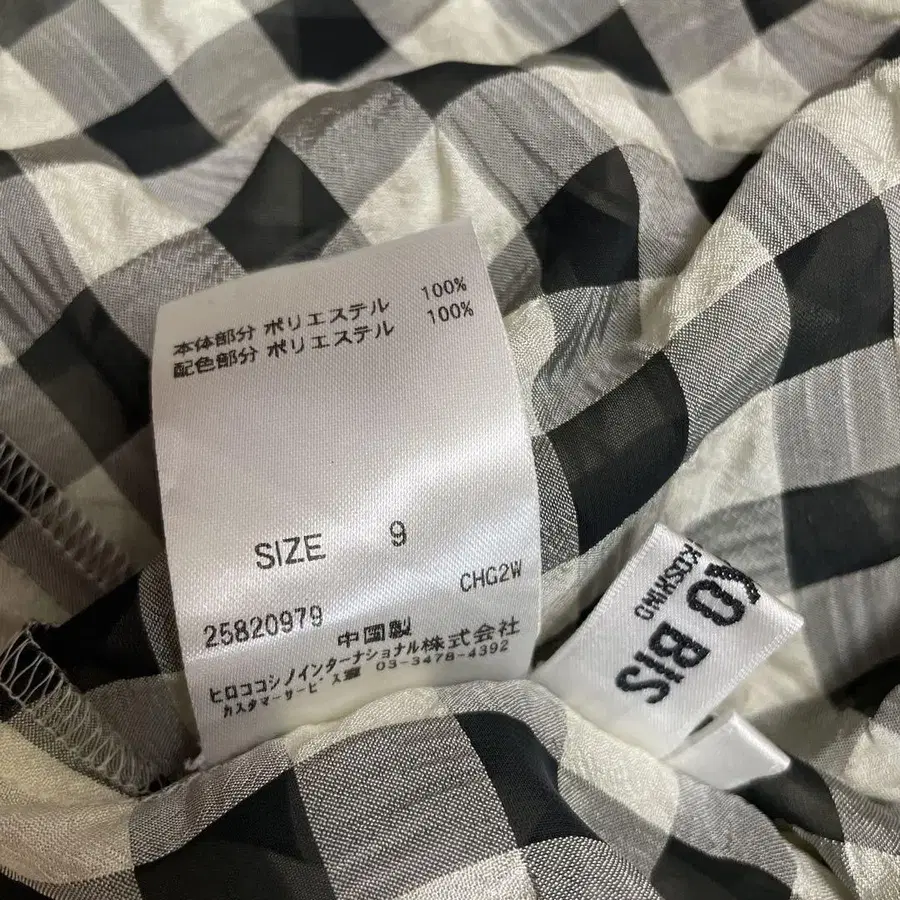 本体部分 ポリエステル 100%
配色部分 ポリエステル 100%
SIZE 9
CHG2W
25820979
中国製
ヒロココシノインターナショナル株式会社
カスタマーサービス室 03-3478-4392
KO BIS
KOSHINO